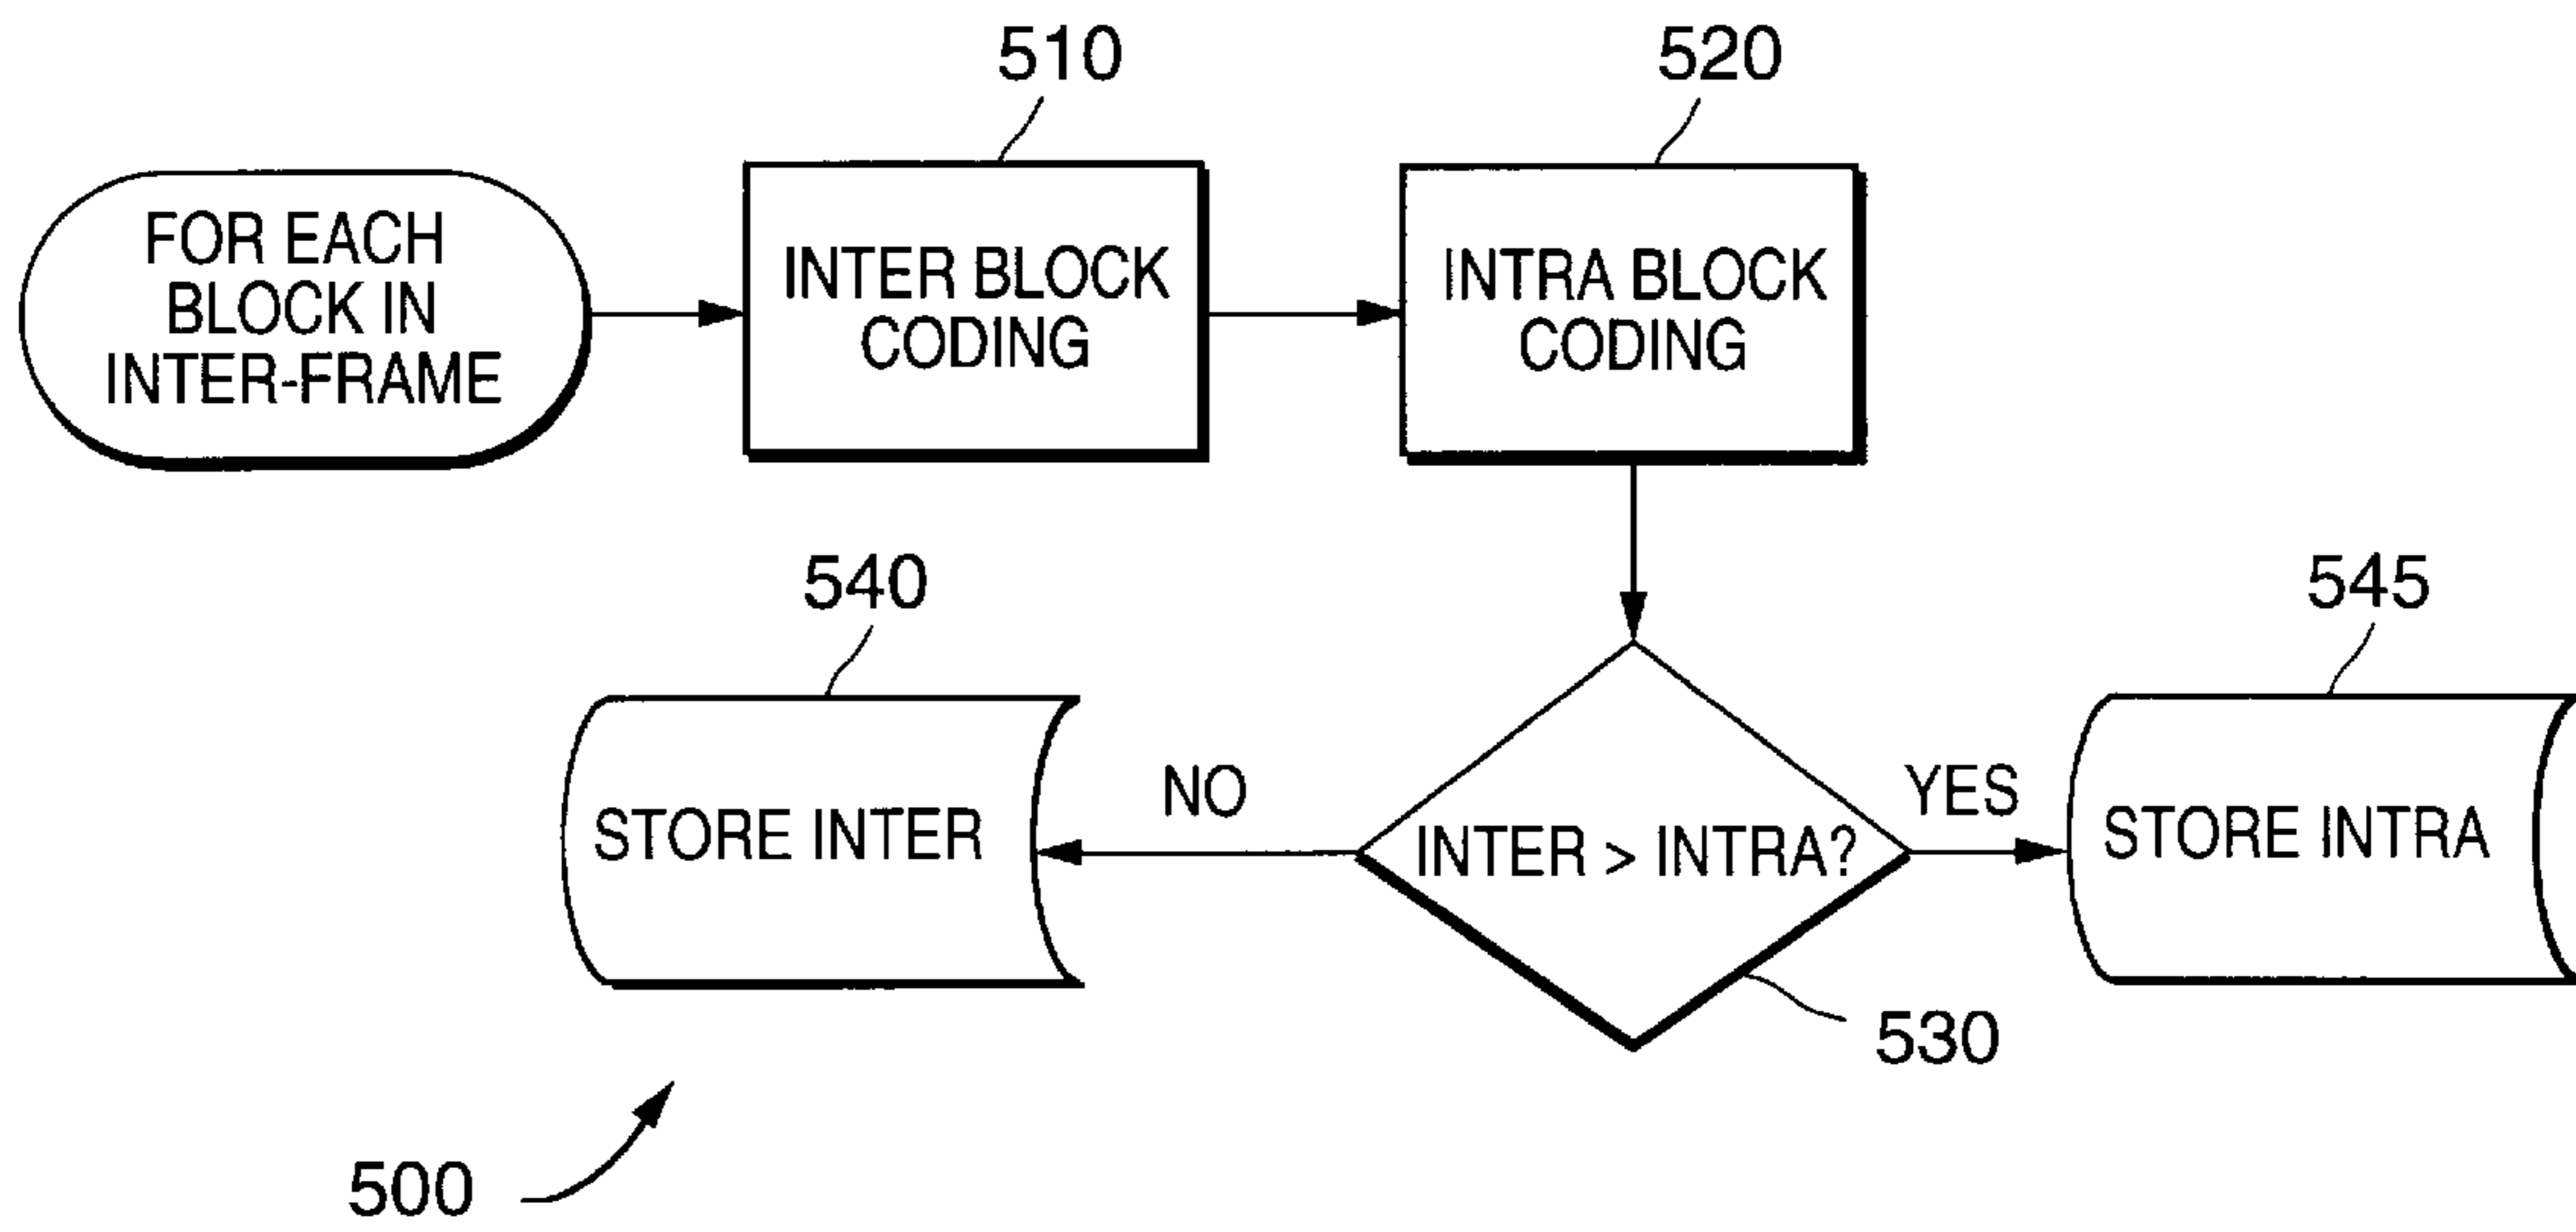 510
520
FOR EACH
BLOCK IN
INTER-FRAME
INTER BLOCK
CODING
INTRA BLOCK
CODING
540
545
STORE INTER
NO
INTER > INTRA?
YES
STORE INTRA
530
500